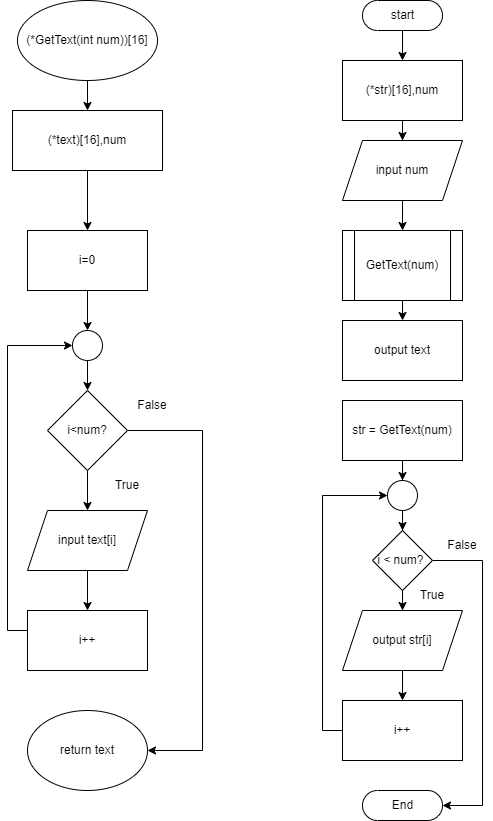 (*GetText(int num))[16]
(*text)[16],num
i=0
i<num?
False
True
input text[i]
i++
return text
start
(*str)[16],num
input num
GetText(num)
output text
str = GetText(num)
i < num?
False
True
output str[i]
i++
End